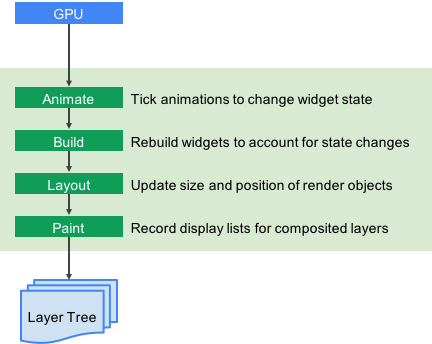 GPU
Animate Tick animations to change widget state
Build Rebuild widgets to account for state changes
Layout Update size and position of render objects
Paint Record display lists for composited layers
Layer Tree